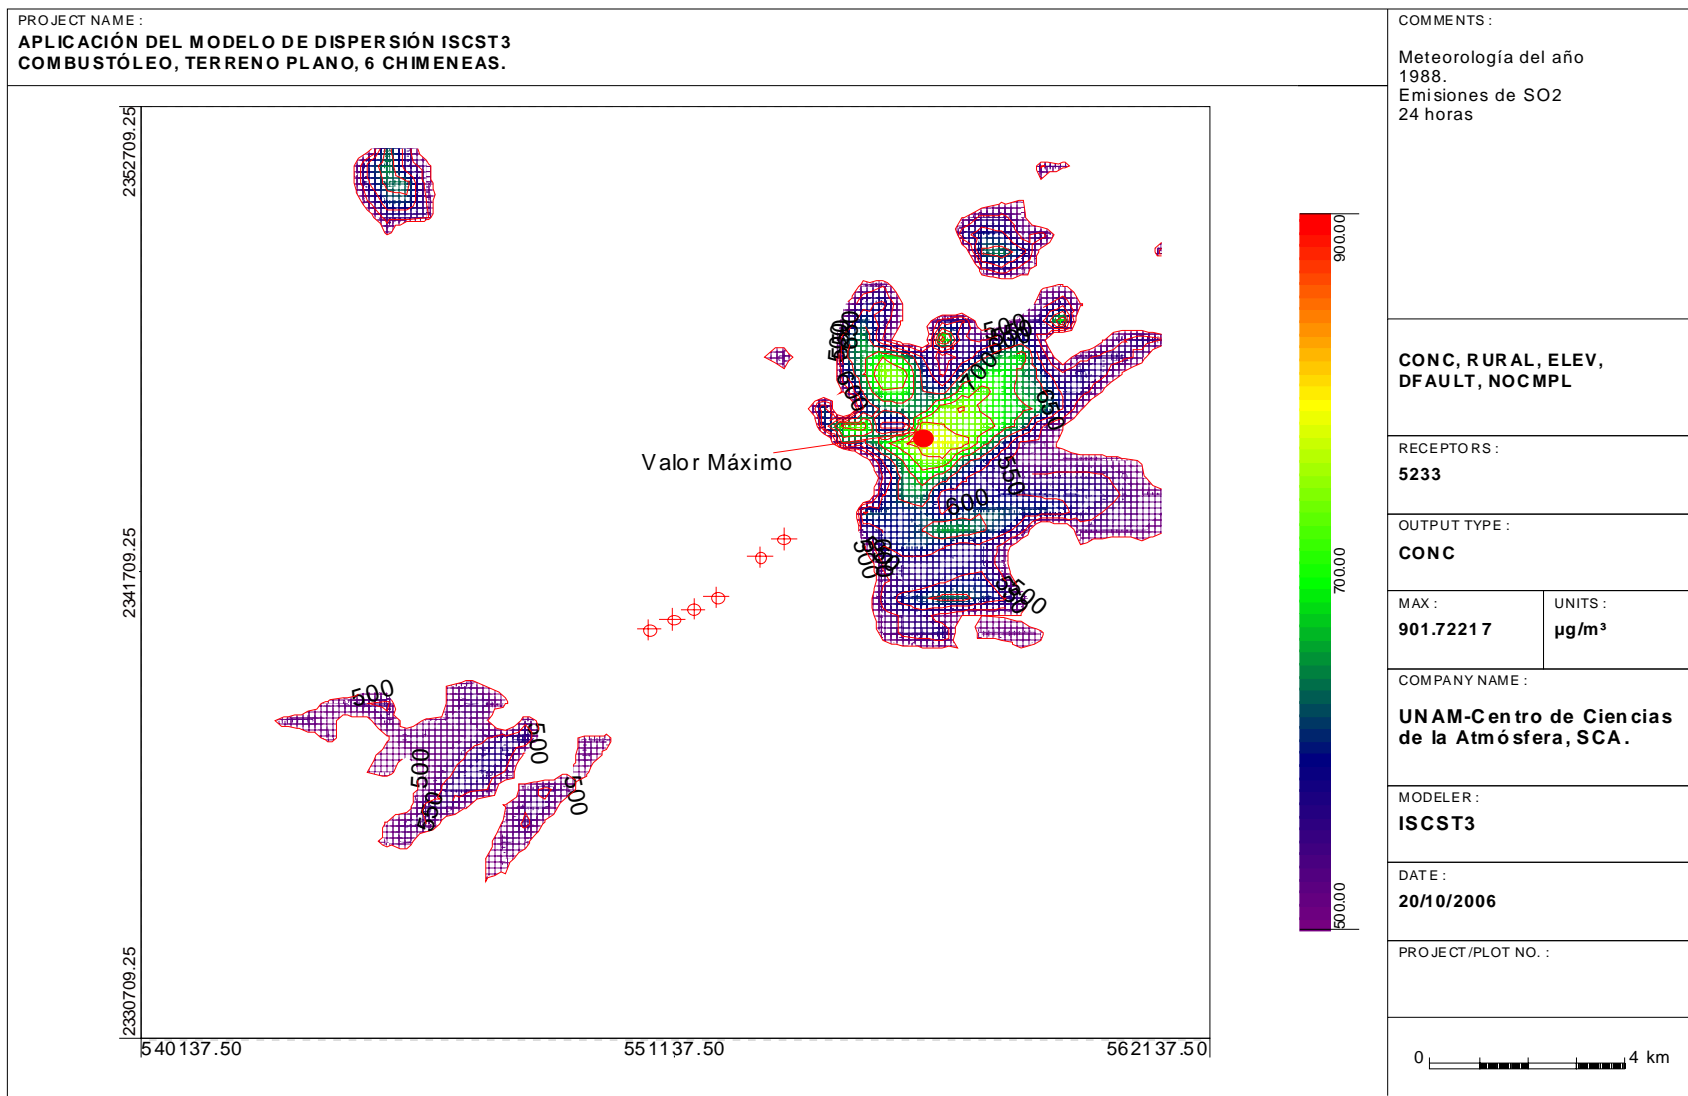 PROJECT NAME :
APLICACIÓN DEL MODELO DE DISPERSIÓN ISCST3
COMBUSTÓLEO, TERRENO PLANO, 6 CHIMENEAS.
COMMENTS :
Meteorología del año
1988.
Emisiones de SO2
24 horas
CONC, RURAL, ELEV,
DFAULT, NOCMPL
RECEPTORS :
5233
OUTPUT TYPE :
CONC
MAX :
901.72217
UNITS :
µg/m³
COMPANY NAME :
UNAM-Centro de Ciencias
de la Atmósfera, SCA.
MODELER :
ISCST3
DATE :
20/10/2006
PROJECT/PLOT NO. :
0 4 km
2352709.25
2341709.25
2330709.25
540137.50 551137.50 562137.50
900.00
700.00
500.00
Valor Máximo
500
500
600
700
650
550
600
500
500
500
500
550
500
500